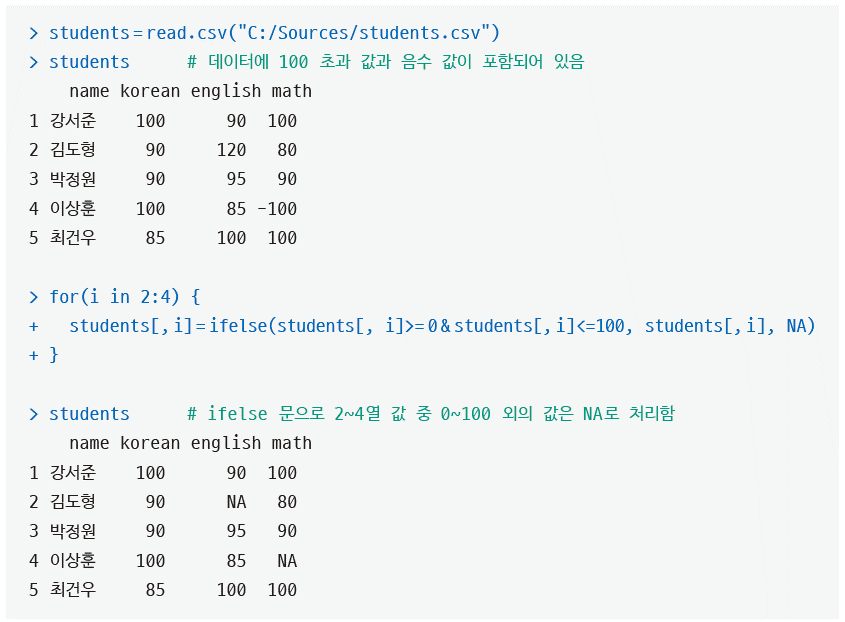 > students=read.csv("C:/Sources/students.csv")
> students # 데이터에 100 초과 값과 음수 값이 포함되어 있음
name korean english math
1 강서준 100 90 100
2 김도형 90 120 80
3 박정원 90 95 90
4 이상훈 100 85 -100
5 최건우 85 100 100
> for(i in 2:4) {
+ students[,i]=ifelse(students[, i]>=0&students[,i]<=100, students[,i], NA)
+ }
> students # ifelse 문으로 2~4열 값 중 0~100 외의 값은 NA로 처리함
name korean english math
1 강서준 100 90 100
2 김도형 90 NA 80
3 박정원 90 95 90
4 이상훈 100 85 NA
5 최건우 85 100 100